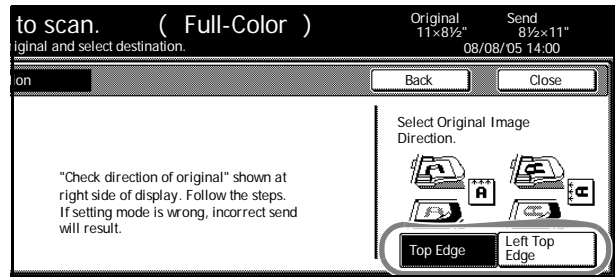 to scan. ( Full-Color )
Original
11×8½"
Send
8½×11"
iginal and select destination.
08/08/'05 14:00
ion
Back
Close
Select Original Image
Direction.
"Check direction of original" shown at
right side of display. Follow the steps.
If setting mode is wrong, incorrect send
will result.
Top Edge
Left Top
Edge